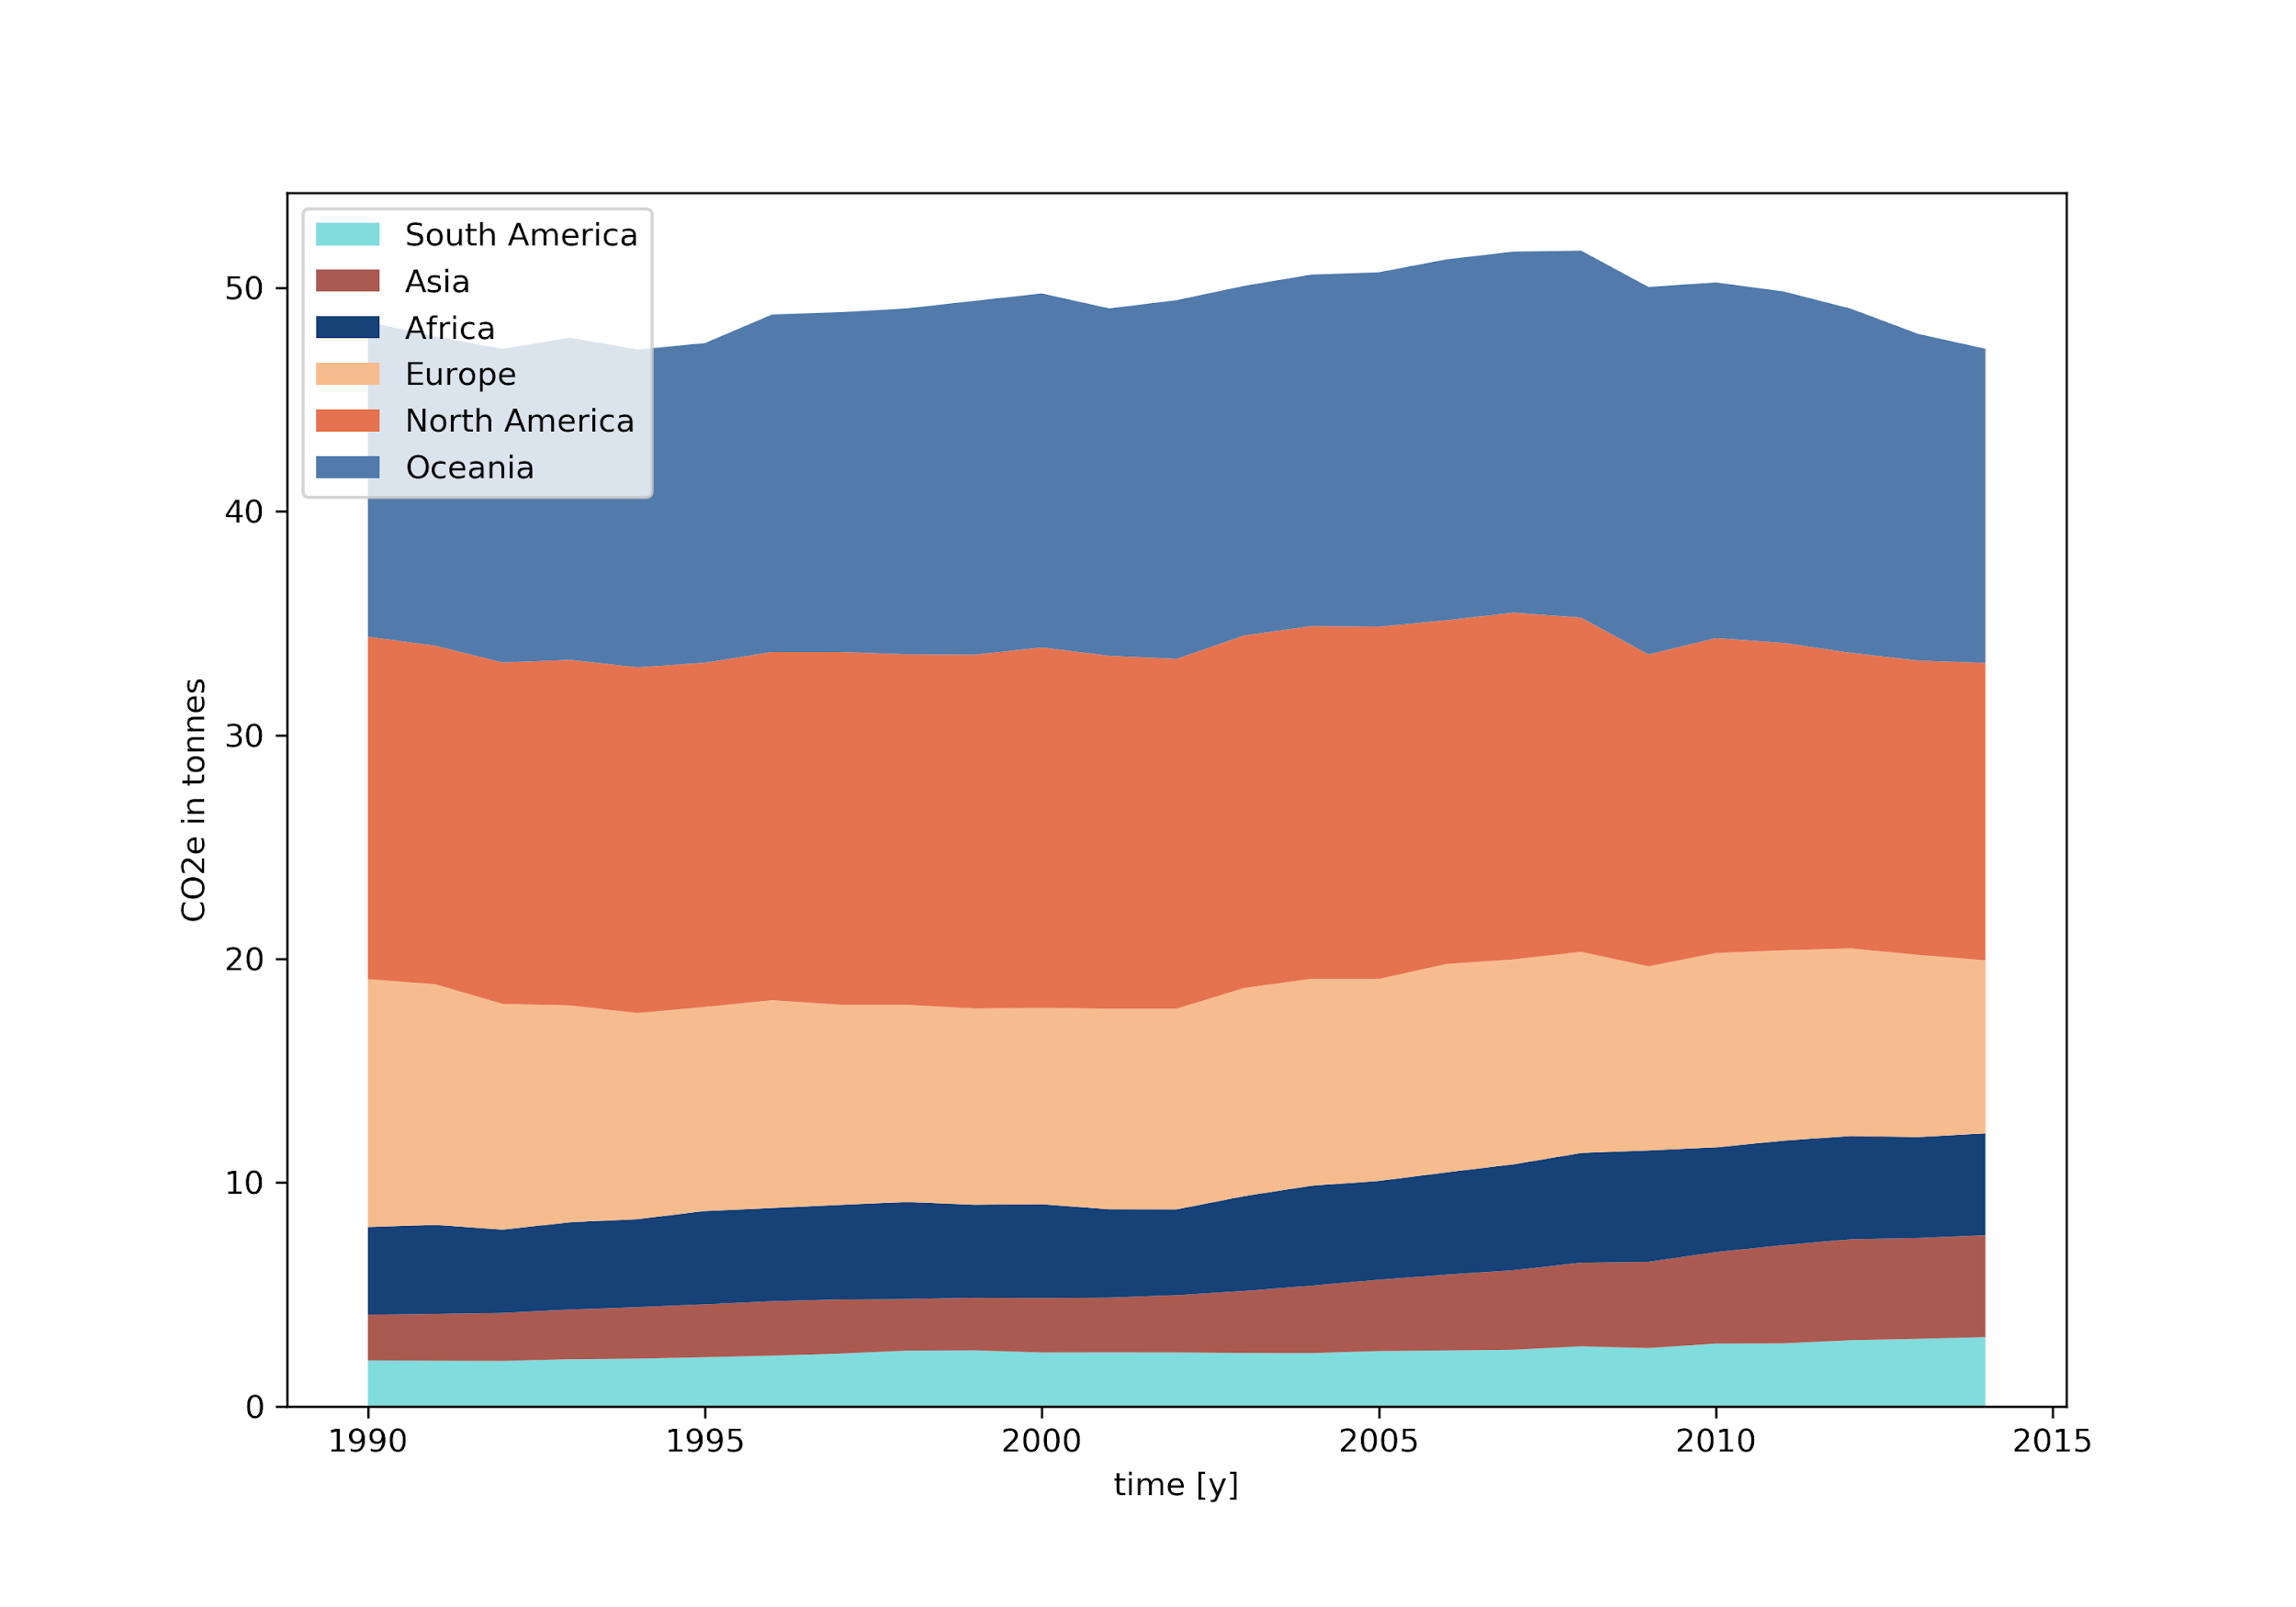 South America
Asia
Africa
Europe
North America
Oceania
50
40
30
20
10
0
CO2e in tonnes
1990 1995 2000 2005 2010 2015
time [y]